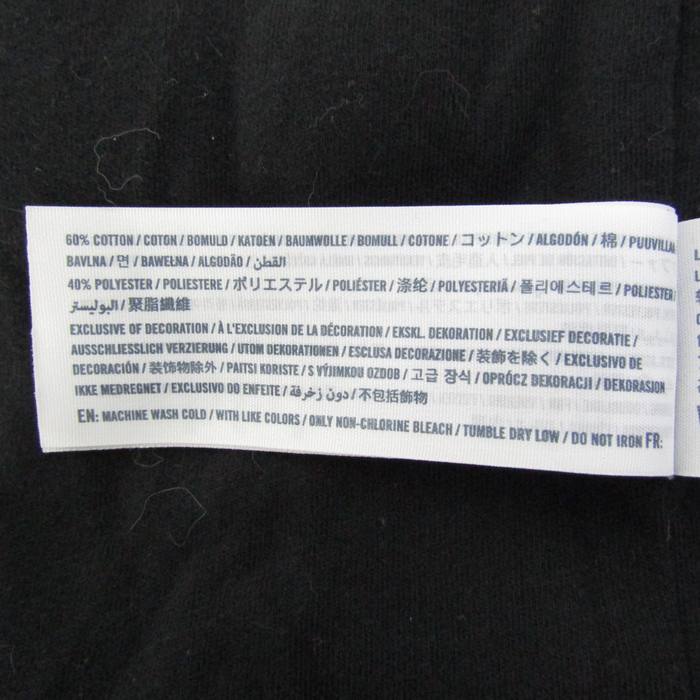 60% COTTON / COTON / BOMULD / KATOEN / BAUMWOLLE / BOMULL / COTONE / コットン / ALGODÓN / 棉 / PUUVILLA
BAVLNA / 면 / BAWEŁNA / ALGODÃO / القطن
40% POLYESTER / POLIESTERE / ポリエステル / POLIÉSTER / 涤纶 / POLYESTERIÄ / 폴리에스테르 / POLIESTER
البوليستر / 聚脂纖維
EXCLUSIVE OF DECORATION / À L'EXCLUSION DE LA DÉCORATION / EKSKL. DEKORATION / EXCLUSIEF DECORATIE /
AUSSCHLIESSLICH VERZIERUNG / UTOM DEKORATIONEN / ESCLUSA DECORAZIONE / 装飾を除く / EXCLUSIVO DE
DECORACIÓN / 装饰物除外 / PAITSI KORISTE / S VÝJIMKOU OZDOB / 고급 장식 / OPRÓCZ DEKORACJI / DEKORASJON
IKKE MEDREGNET / EXCLUSIVO DO ENFEITE / دون زخرفة / 不包括飾物
EN: MACHINE WASH COLD / WITH LIKE COLORS / ONLY NON-CHLORINE BLEACH / TUMBLE DRY LOW / DO NOT IRON FR: